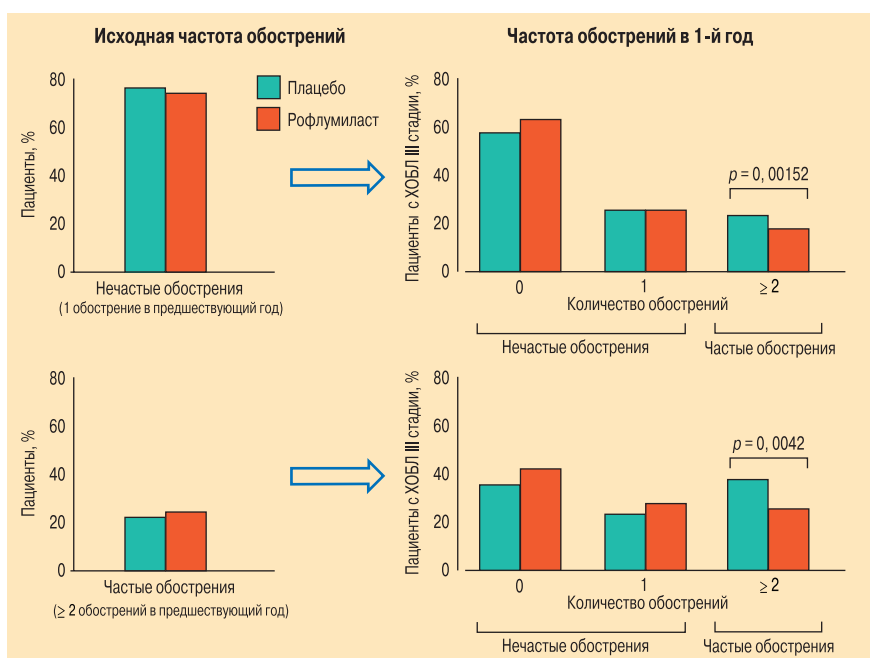 Исходная частота обострений
Частота обострений в 1-й год
Пациенты, %
80
60
40
20
0
Плацебо
Рофлумиласт
Нечастые обострения
(1 обострение в предшествующий год)
Пациенты с ХОБЛ III стадии, %
80
60
40
20
0
p = 0, 00152
0
1
≥ 2
Количество обострений
Нечастые обострения
Частые обострения
Пациенты, %
80
60
40
20
0
Частые обострения
(≥ 2 обострений в предшествующий год)
Пациенты с ХОБЛ III стадии, %
80
60
40
20
0
p = 0, 0042
0
1
≥ 2
Количество обострений
Нечастые обострения
Частые обострения